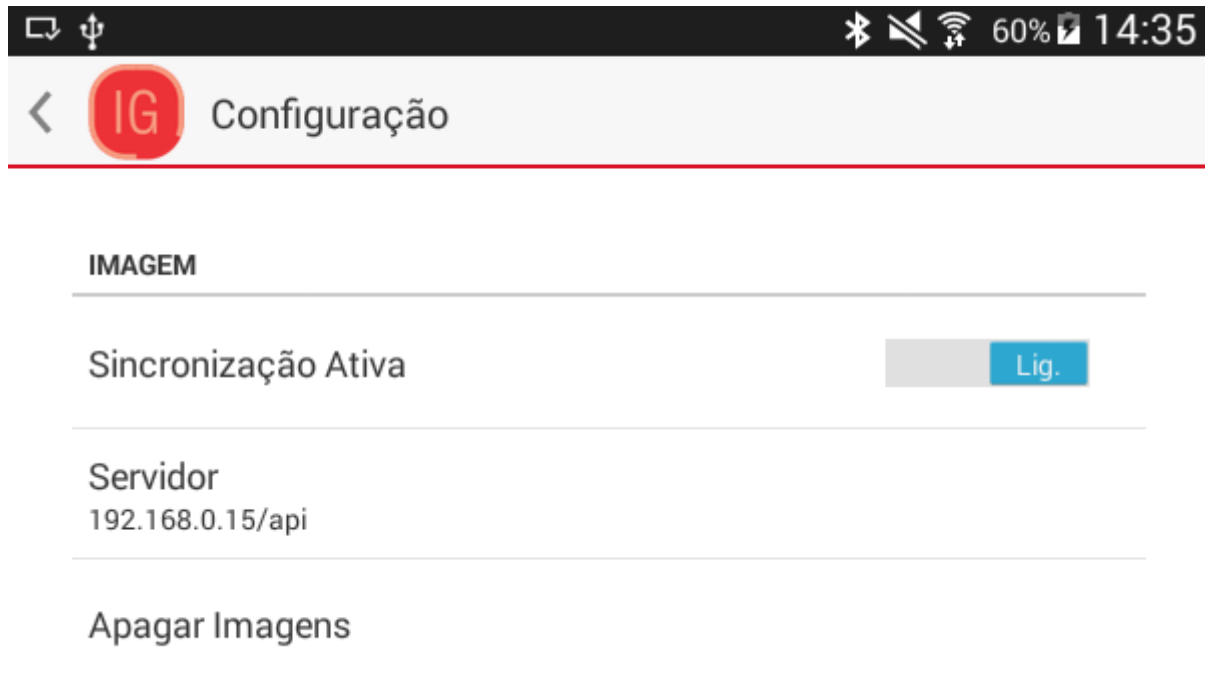 60% 14:35
IG Configuração
IMAGEM
Sincronização Ativa Lig.
Servidor
192.168.0.15/api
Apagar Imagens